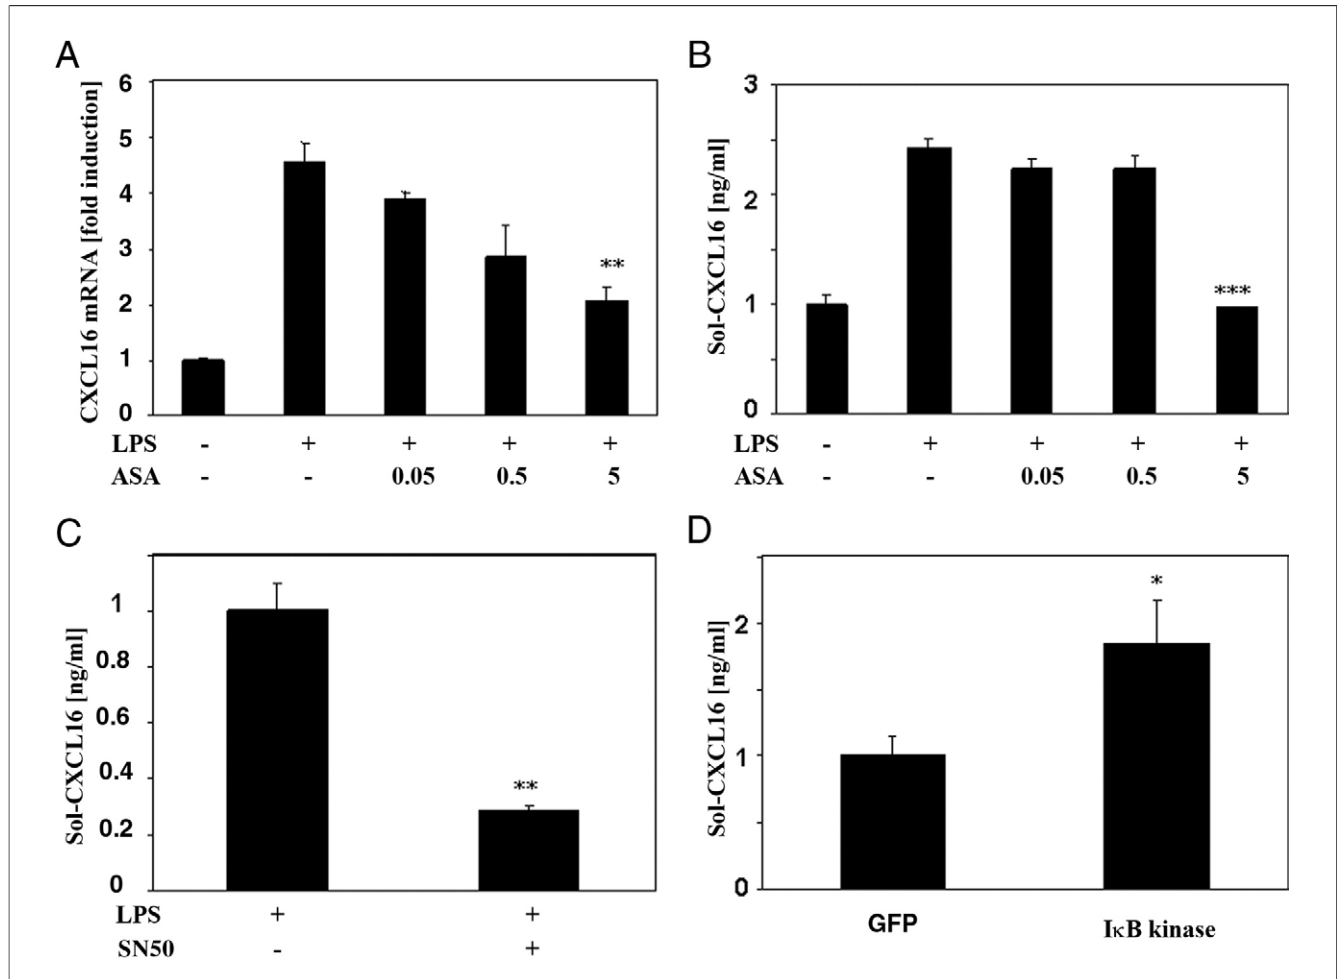 A
CXCL16 mRNA [fold induction]
6
5
4
3
2
1
0
**
LPS - + + + +
ASA - - 0.05 0.5 5
B
Sol-CXCL16 [ng/ml]
3
2
1
0
***
LPS - + + + +
ASA - - 0.05 0.5 5
C
Sol-CXCL16 [ng/ml]
1
0.8
0.6
0.4
0.2
0
**
LPS + +
SN50 - +
D
Sol-CXCL16 [ng/ml]
2
1
0
*
GFP IκB kinase